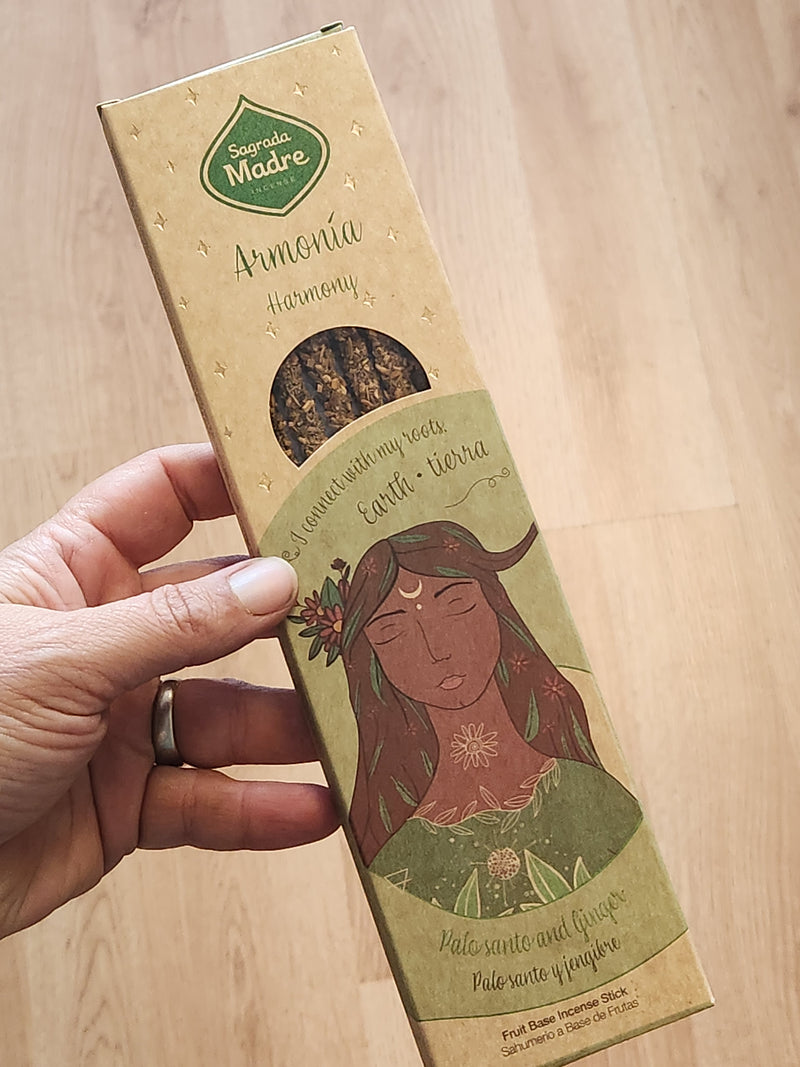 Sagrada
Madre
INCENSE
Armonía
Harmony
I connect with my roots.
Earth • tierra
Palo santo and Ginger
Palo santo y jengibre
Fruit Base Incense Stick
Sahumerio a Base de Frutas